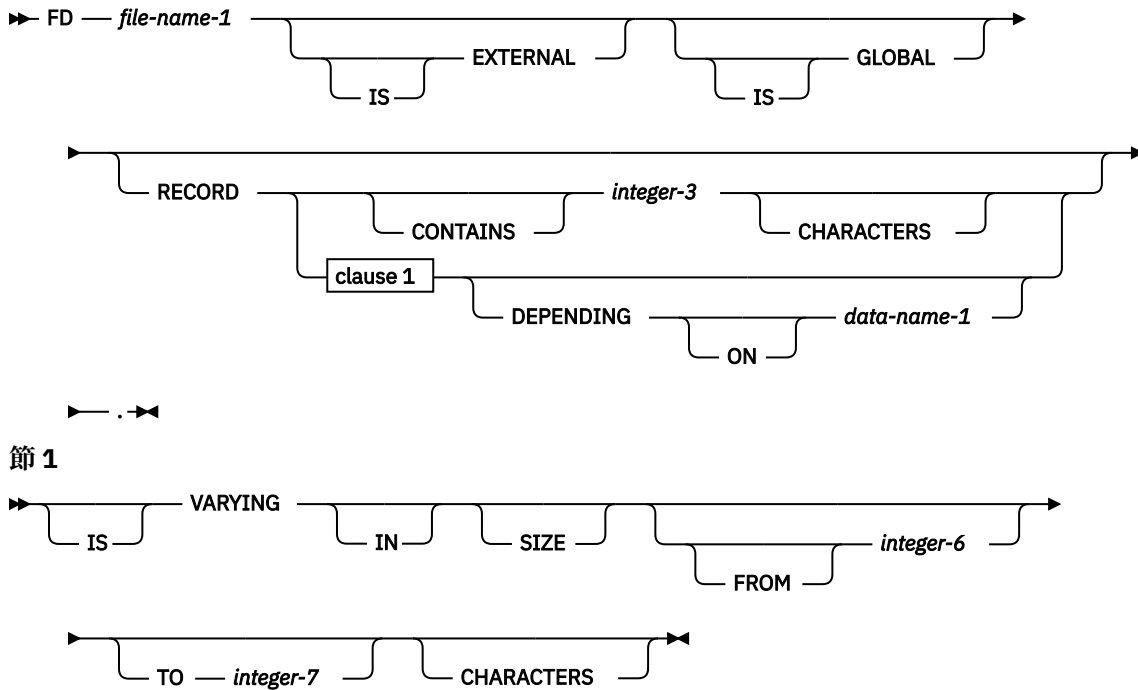 FD file-name-1
EXTERNAL GLOBAL
IS IS
RECORD integer-3
CONTAINS CHARACTERS
clause 1
DEPENDING data-name-1
ON
.
節 1
VARYING
IS IN SIZE integer-6
FROM
TO integer-7 CHARACTERS